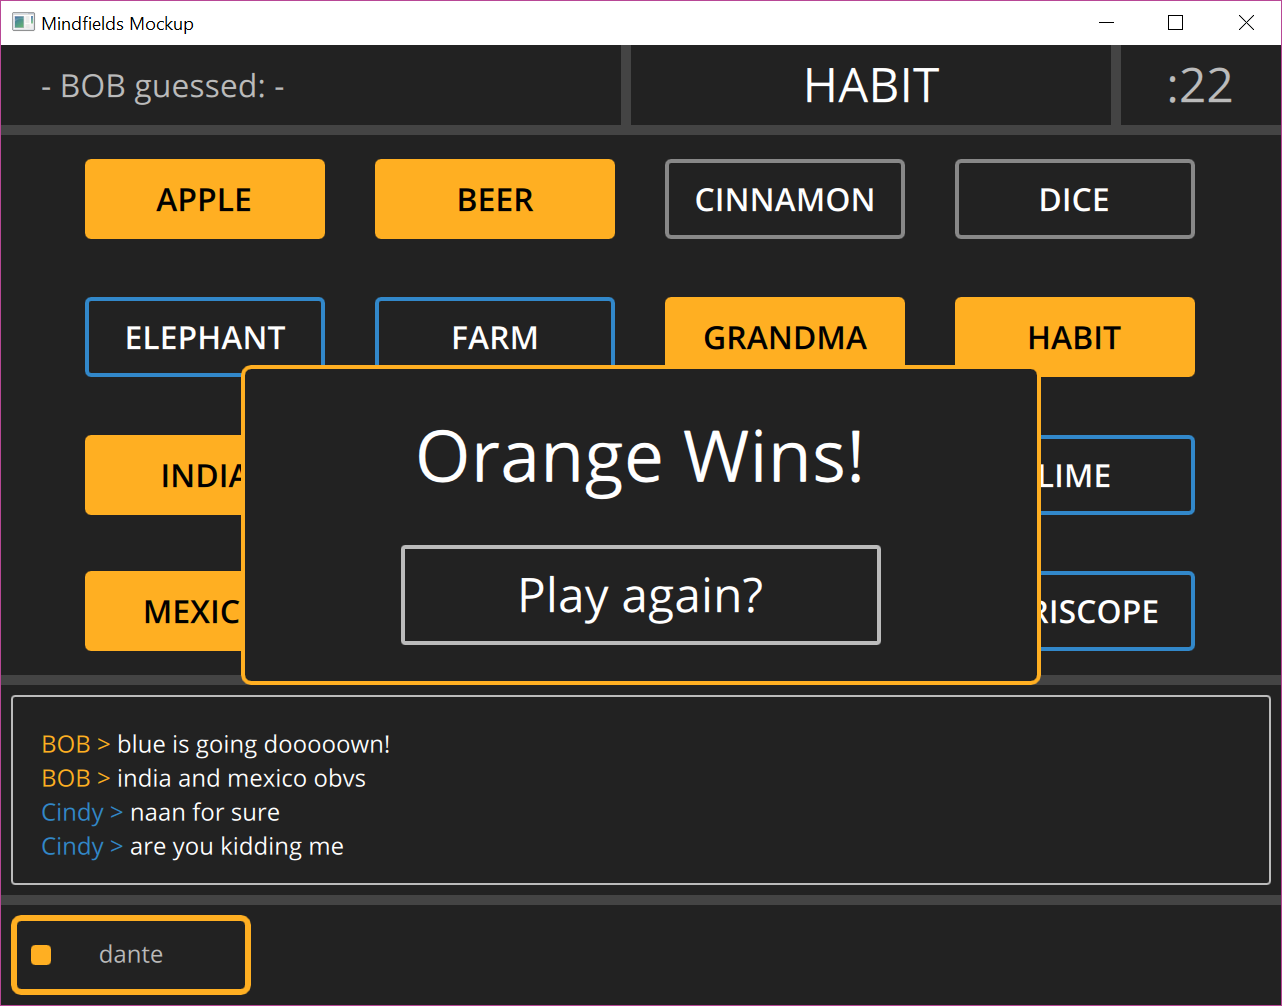 Mindfields Mockup
- BOB guessed: -
HABIT
:22
APPLE
BEER
CINNAMON
DICE
ELEPHANT
FARM
GRANDMA
HABIT
INDIA
LIME
MEXIC
RISCOPE
Orange Wins!
Play again?
BOB > blue is going dooooown!
BOB > india and mexico obvs
Cindy > naan for sure
Cindy > are you kidding me
dante